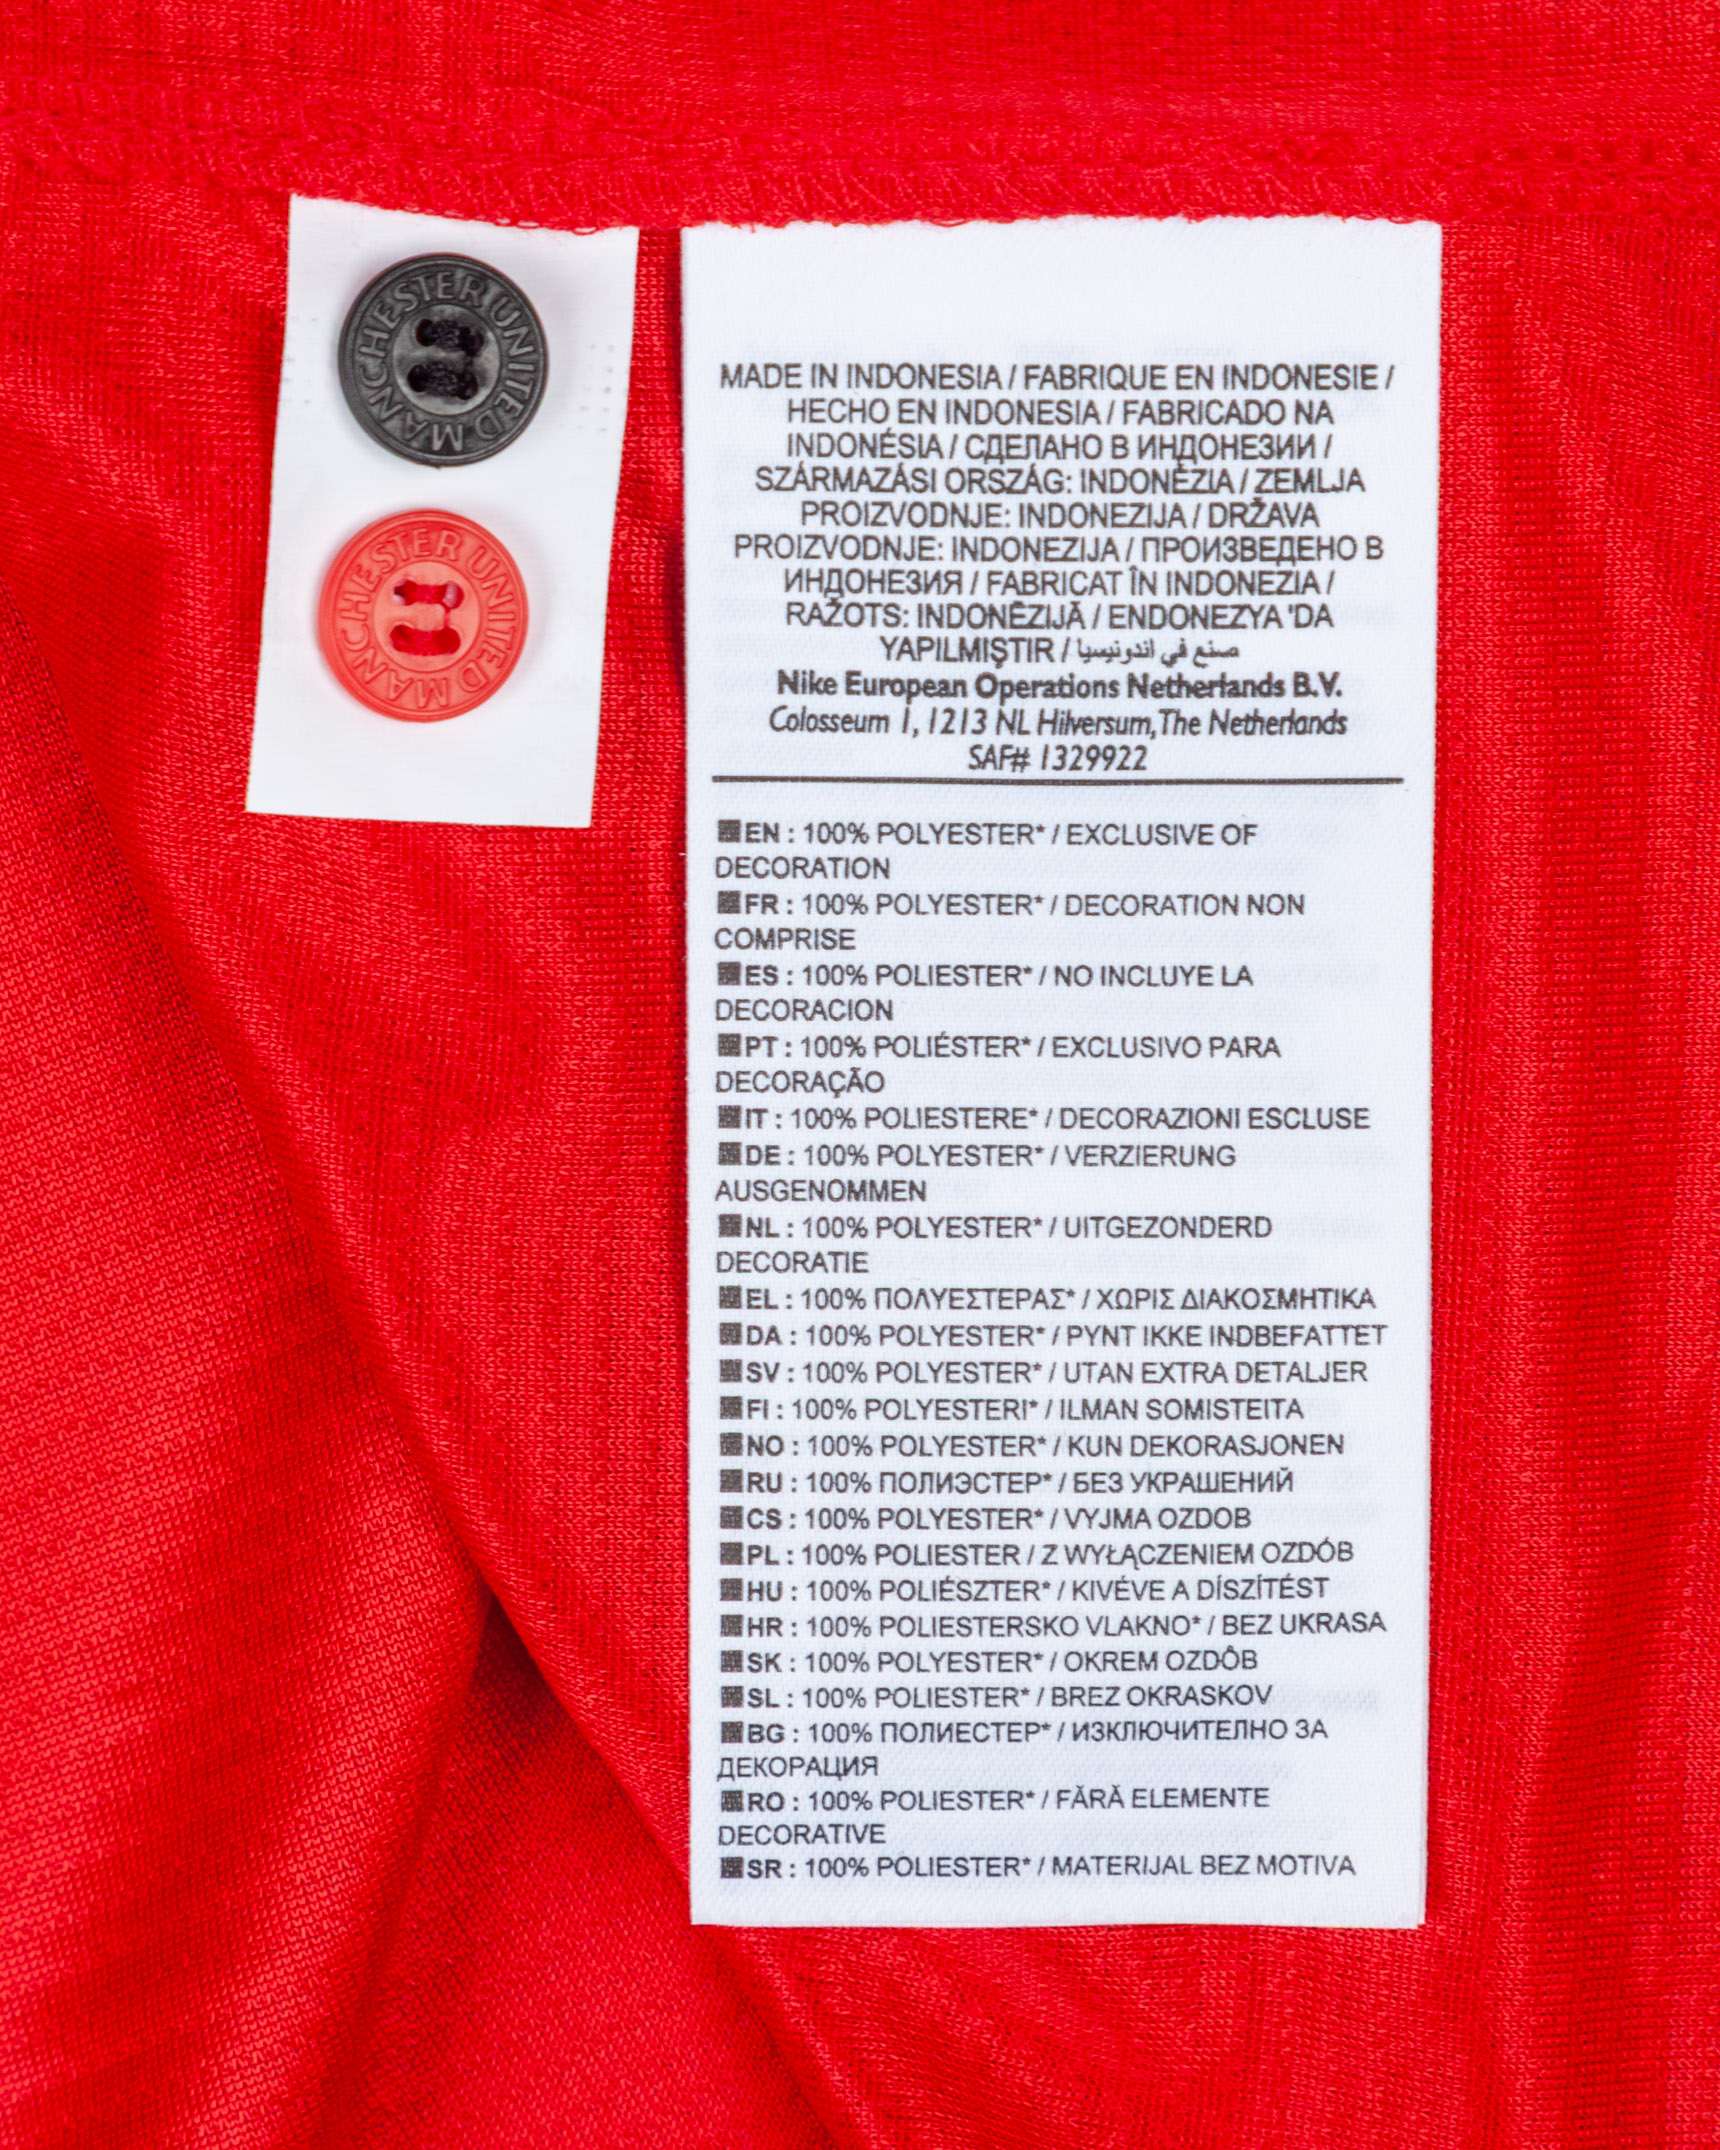 MANCHESTER UNITED
MANCHESTER UNITED
MADE IN INDONESIA / FABRIQUE EN INDONESIE /
HECHO EN INDONESIA / FABRICADO NA
INDONÉSIA / СДЕЛАНО В ИНДОНЕЗИИ /
SZÁRMAZÁSI ORSZÁG: INDONÉZIA / ZEMLJA
PROIZVODNJE: INDONEZIJA / DRŽAVA
PROIZVODNJE: INDONEZIJA / ПРОИЗВЕДЕНО В
ИНДОНЕЗИЯ / FABRICAT ÎN INDONEZIA /
RAŽOTS: INDONĒZIJĀ / ENDONEZYA 'DA
YAPILMIŞTIR / صنع في اندونيسيا
Nike European Operations Netherlands B.V.
Colosseum 1, 1213 NL Hilversum, The Netherlands
SAF# 1329922
EN : 100% POLYESTER* / EXCLUSIVE OF
DECORATION
FR : 100% POLYESTER* / DECORATION NON
COMPRISE
ES : 100% POLIESTER* / NO INCLUYE LA
DECORACION
PT : 100% POLIÉSTER* / EXCLUSIVO PARA
DECORAÇÃO
IT : 100% POLIESTERE* / DECORAZIONI ESCLUSE
DE : 100% POLYESTER* / VERZIERUNG
AUSGENOMMEN
NL : 100% POLYESTER* / UITGEZONDERD
DECORATIE
EL : 100% ΠΟΛΥΕΣΤΕΡΑΣ* / ΧΩΡΙΣ ΔΙΑΚΟΣΜΗΤΙΚΑ
DA : 100% POLYESTER* / PYNT IKKE INDBEFATTET
SV : 100% POLYESTER* / UTAN EXTRA DETALJER
FI : 100% POLYESTERI* / ILMAN SOMISTEITA
NO : 100% POLYESTER* / KUN DEKORASJONEN
RU : 100% ПОЛИЭСТЕР* / БЕЗ УКРАШЕНИЙ
CS : 100% POLYESTER* / VYJMA OZDOB
PL : 100% POLIESTER / Z WYŁĄCZENIEM OZDÓB
HU : 100% POLIÉSZTER* / KIVÉVE A DÍSZÍTÉST
HR : 100% POLIESTERSKO VLAKNO* / BEZ UKRASA
SK : 100% POLYESTER* / OKREM OZDÔB
SL : 100% POLIESTER* / BREZ OKRASKOV
BG : 100% ПОЛИЕСТЕР* / ИЗКЛЮЧИТЕЛНО ЗА
ДЕКОРАЦИЯ
RO : 100% POLIESTER* / FĂRĂ ELEMENTE
DECORATIVE
SR : 100% POLIESTER* / MATERIJAL BEZ MOTIVA